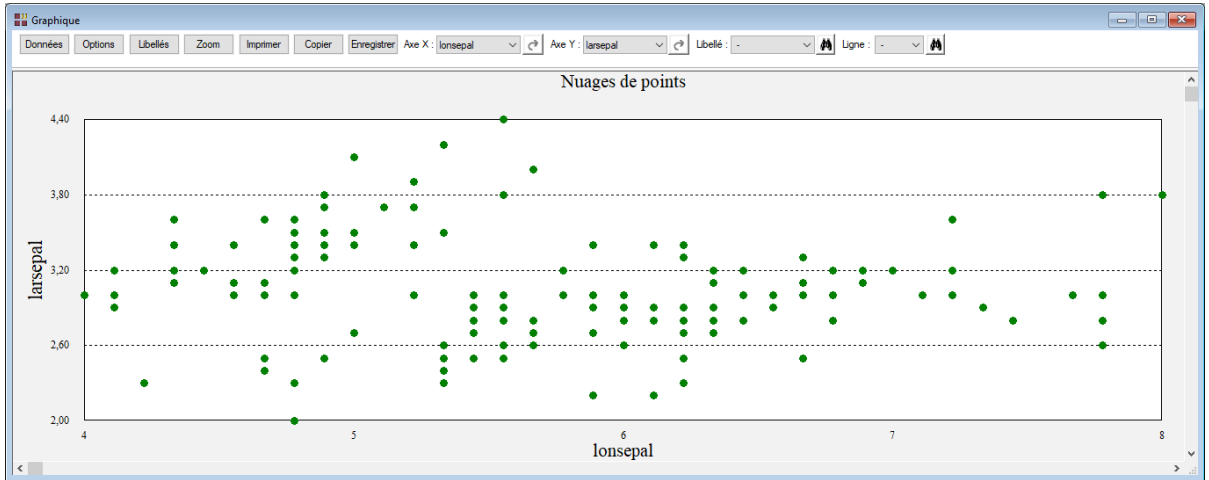 Graphique
Données Options Libellés Zoom Imprimer Copier Enregistrer Axe X : lonsepal Axe Y : larsepal Libellé : - Ligne : -
Nuages de points
4,40
3,80
3,20
2,60
2,00
larsepal
4 5 6 7 8
lonsepal